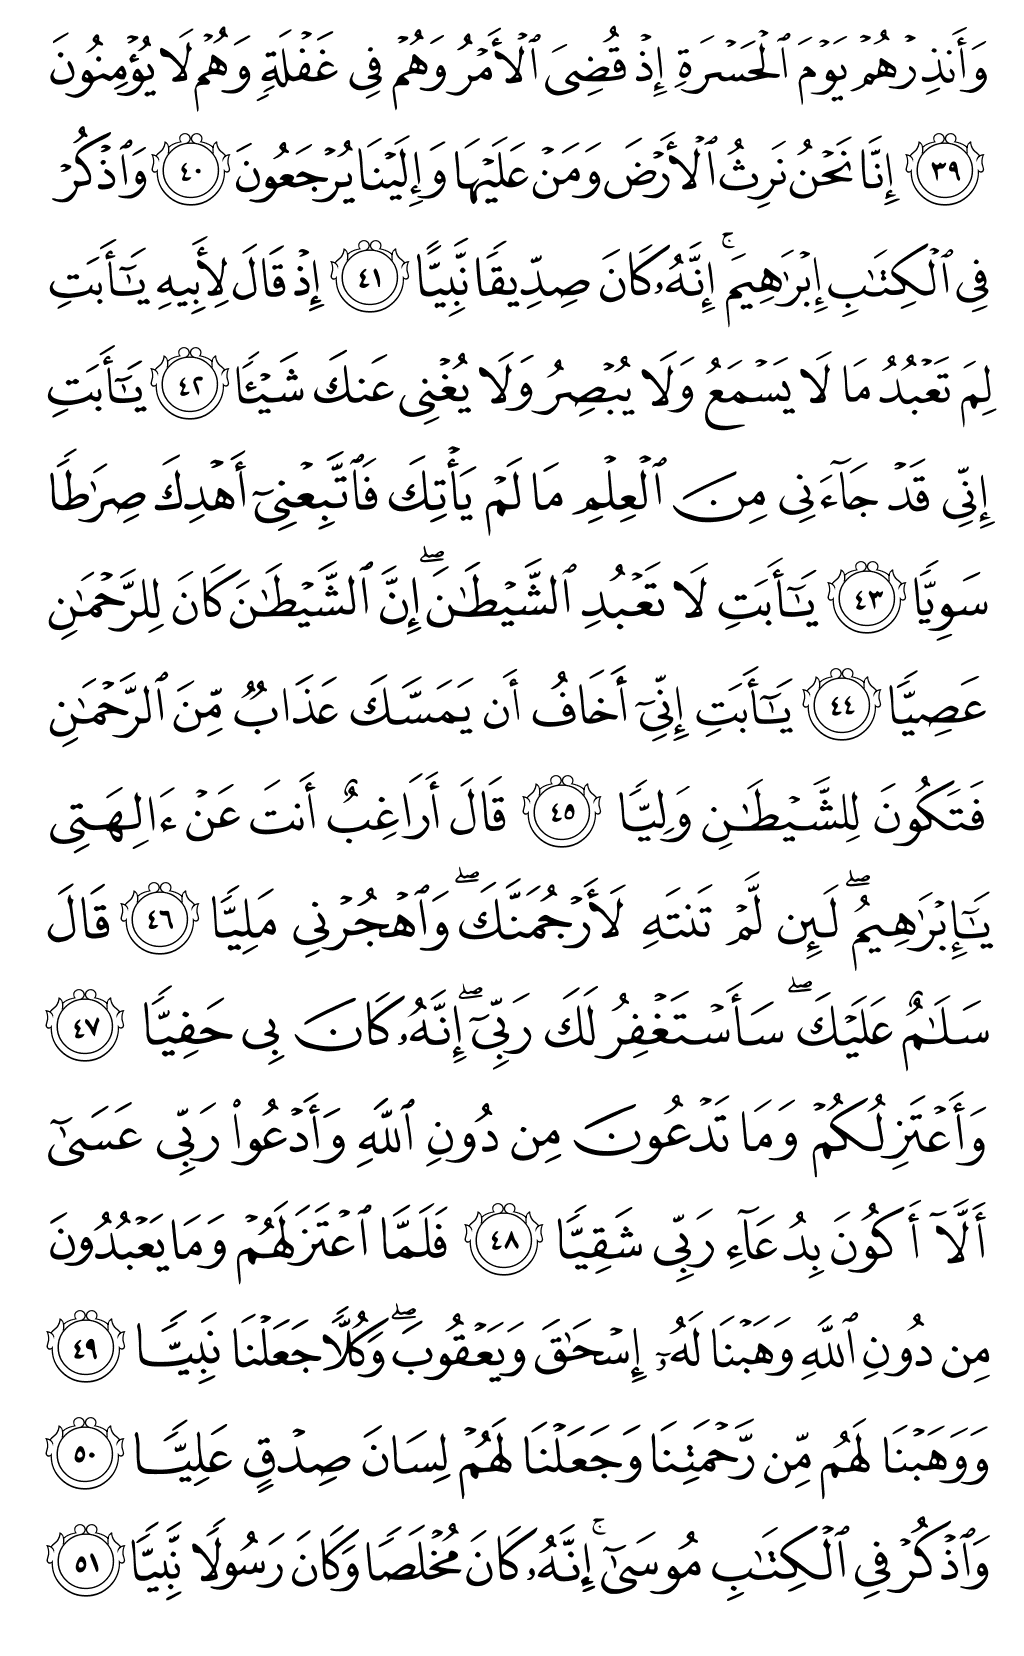 وَأَنذِرْهُمْ يَوْمَ ٱلْحَسْرَةِ إِذْ قُضِىَ ٱلْأَمْرُ وَهُمْ فِى غَفْلَةٍ وَهُمْ لَا يُؤْمِنُونَ
٣٩ إِنَّا نَحْنُ نَرِثُ ٱلْأَرْضَ وَمَنْ عَلَيْهَا وَإِلَيْنَا يُرْجَعُونَ ٤٠ وَٱذْكُرْ
فِى ٱلْكِتَـٰبِ إِبْرَٰهِيمَ ۚ إِنَّهُۥ كَانَ صِدِّيقًا نَّبِيًّا ٤١ إِذْ قَالَ لِأَبِيهِ يَـٰٓأَبَتِ
لِمَ تَعْبُدُ مَا لَا يَسْمَعُ وَلَا يُبْصِرُ وَلَا يُغْنِى عَنكَ شَيْـًٔا ٤٢ يَـٰٓأَبَتِ
إِنِّى قَدْ جَآءَنِى مِنَ ٱلْعِلْمِ مَا لَمْ يَأْتِكَ فَٱتَّبِعْنِىٓ أَهْدِكَ صِرَٰطًا
سَوِيًّا ٤٣ يَـٰٓأَبَتِ لَا تَعْبُدِ ٱلشَّيْطَـٰنَ ۖ إِنَّ ٱلشَّيْطَـٰنَ كَانَ لِلرَّحْمَـٰنِ
عَصِيًّا ٤٤ يَـٰٓأَبَتِ إِنِّىٓ أَخَافُ أَن يَمَسَّكَ عَذَابٌ مِّنَ ٱلرَّحْمَـٰنِ
فَتَكُونَ لِلشَّيْطَـٰنِ وَلِيًّا ٤٥ قَالَ أَرَاغِبٌ أَنتَ عَنْ ءَالِهَتِى
يَـٰٓإِبْرَٰهِيمُ ۖ لَئِن لَّمْ تَنتَهِ لَأَرْجُمَنَّكَ ۖ وَٱهْجُرْنِى مَلِيًّا ٤٦ قَالَ
سَلَـٰمٌ عَلَيْكَ ۖ سَأَسْتَغْفِرُ لَكَ رَبِّىٓ ۖ إِنَّهُۥ كَانَ بِى حَفِيًّا ٤٧
وَأَعْتَزِلُكُمْ وَمَا تَدْعُونَ مِن دُونِ ٱللَّهِ وَأَدْعُوا۟ رَبِّى عَسَىٰٓ
أَلَّآ أَكُونَ بِدُعَآءِ رَبِّى شَقِيًّا ٤٨ فَلَمَّا ٱعْتَزَلَهُمْ وَمَا يَعْبُدُونَ
مِن دُونِ ٱللَّهِ وَهَبْنَا لَهُۥٓ إِسْحَـٰقَ وَيَعْقُوبَ ۖ وَكُلًّا جَعَلْنَا نَبِيًّا ٤٩
وَوَهَبْنَا لَهُم مِّن رَّحْمَتِنَا وَجَعَلْنَا لَهُمْ لِسَانَ صِدْقٍ عَلِيًّا ٥٠
وَٱذْكُرْ فِى ٱلْكِتَـٰبِ مُوسَىٰٓ ۚ إِنَّهُۥ كَانَ مُخْلَصًا وَكَانَ رَسُولًا نَّبِيًّا ٥١